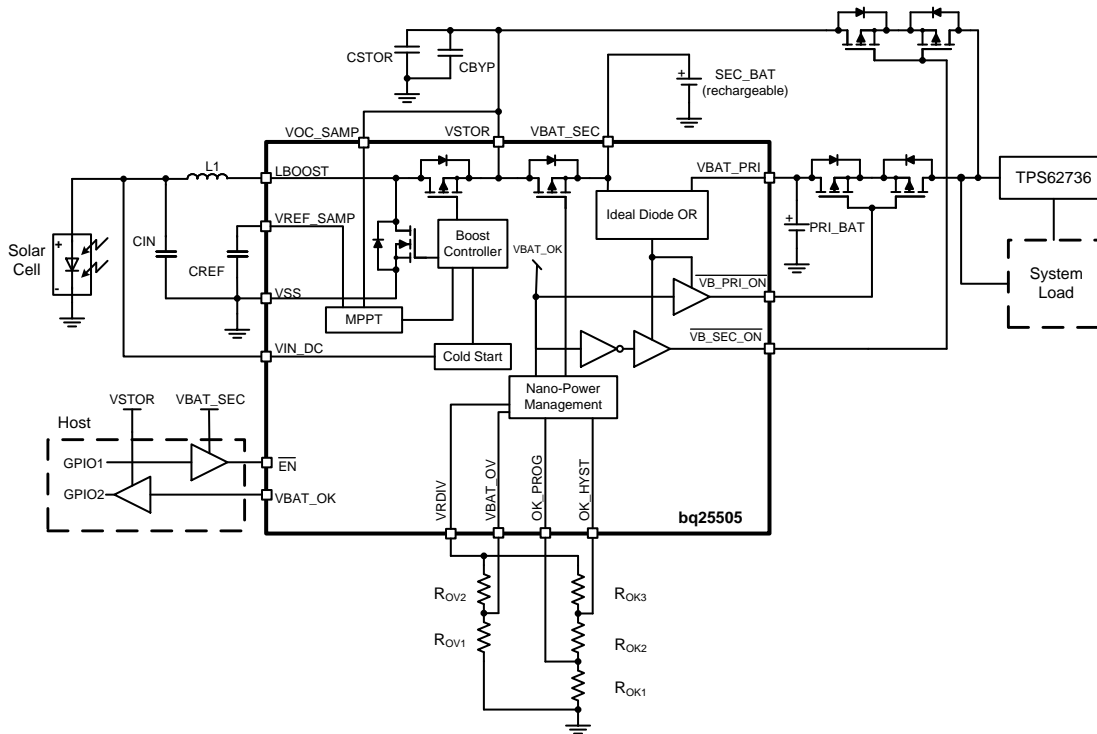 CSTOR
CBYP
SEC_BAT
(rechargeable)
VOC_SAMP
VSTOR
VBAT_SEC
L1
LBOOST
VBAT_PRI
TPS62736
Ideal Diode OR
VREF_SAMP
Boost
Controller
VBAT_OK
PRI_BAT
Solar
Cell
CIN
CREF
System
Load
VB_PRI_ON
VSS
MPPT
VB_SEC_ON
VIN_DC
Cold Start
Nano-Power
Management
VSTOR
VBAT_SEC
Host
GPIO1
EN
GPIO2
VBAT_OK
VRDIV
VBAT_OV
OK_PROG
OK_HYST
bq25505
ROV2
ROK3
ROV1
ROK2
ROK1